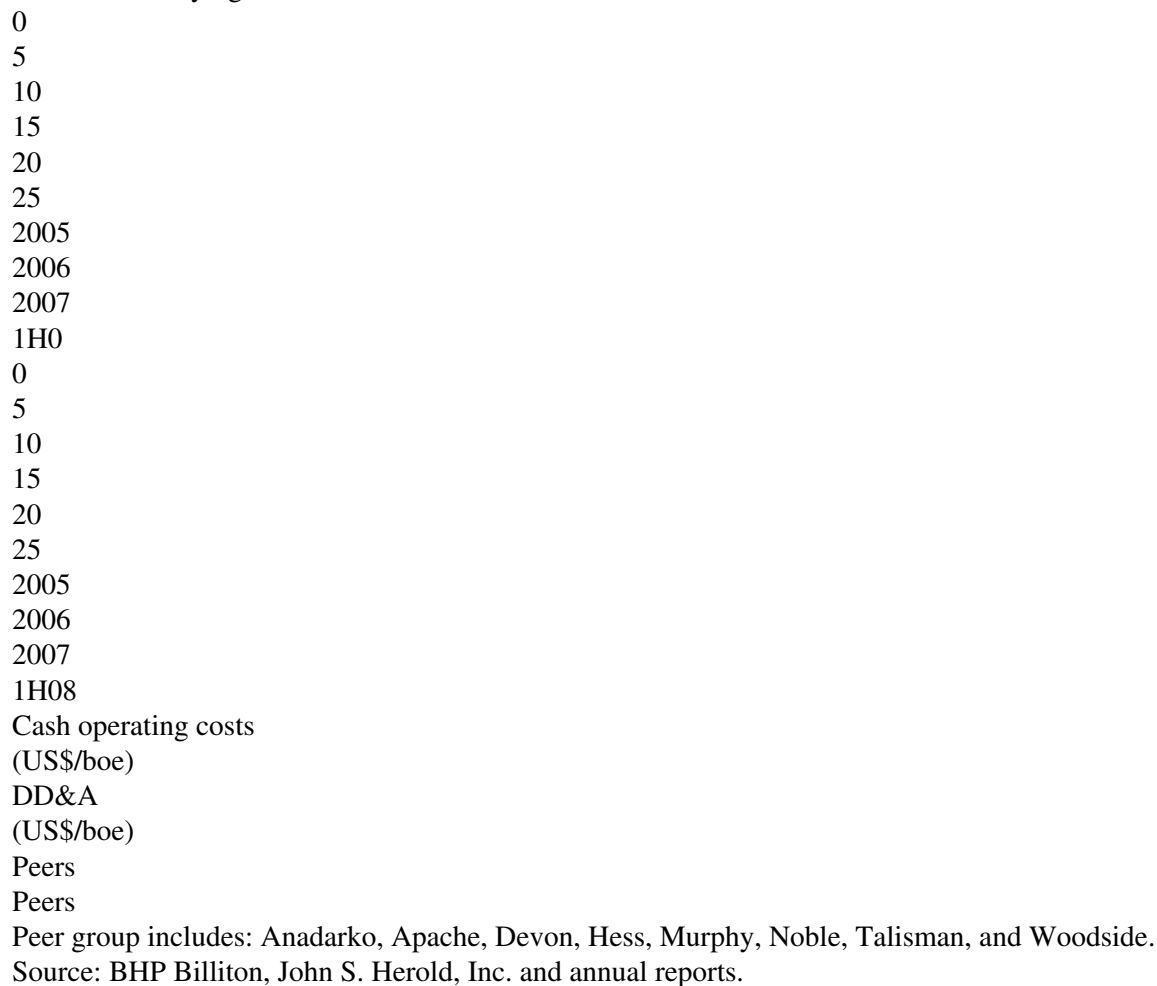 0
5
10
15
20
25
2005
2006
2007
1H0
0
5
10
15
20
25
2005
2006
2007
1H08
Cash operating costs
(US$/boe)
DD&A
(US$/boe)
Peers
Peers
Peer group includes: Anadarko, Apache, Devon, Hess, Murphy, Noble, Talisman, and Woodside.
Source: BHP Billiton, John S. Herold, Inc. and annual reports.